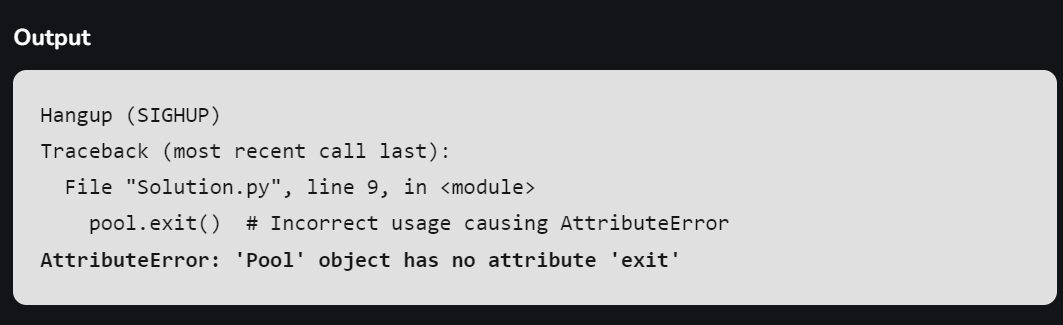 Output
Hangup (SIGHUP)
Traceback (most recent call last):
  File "Solution.py", line 9, in <module>
    pool.exit()  # Incorrect usage causing AttributeError
AttributeError: 'Pool' object has no attribute 'exit'